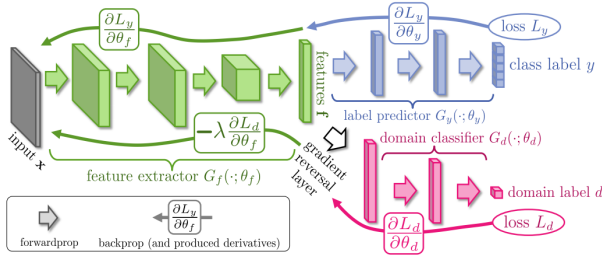 ∂L_y
∂θ_f
∂L_y
∂θ_y
loss L_y
features f
class label y
label predictor G_y(·; θ_y)
input x
−λ ∂L_d
∂θ_f
gradient
reversal
layer
domain classifier G_d(·; θ_d)
feature extractor G_f(·; θ_f)
domain label d
∂L_d
∂θ_d
loss L_d
∂L_y
∂θ_f
forwardprop
backprop (and produced derivatives)